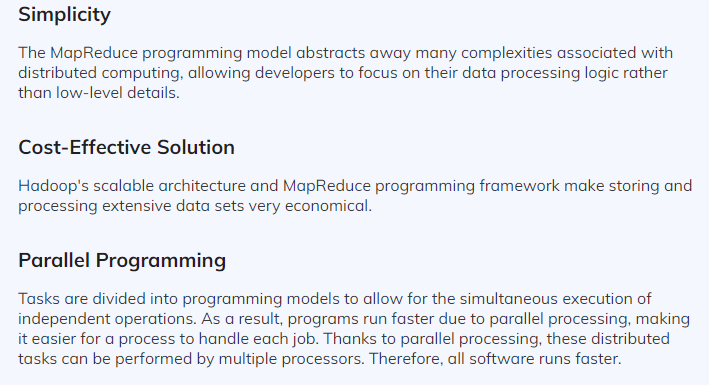 Simplicity
The MapReduce programming model abstracts away many complexities associated with
distributed computing, allowing developers to focus on their data processing logic rather
than low-level details.
Cost-Effective Solution
Hadoop's scalable architecture and MapReduce programming framework make storing and
processing extensive data sets very economical.
Parallel Programming
Tasks are divided into programming models to allow for the simultaneous execution of
independent operations. As a result, programs run faster due to parallel processing, making
it easier for a process to handle each job. Thanks to parallel processing, these distributed
tasks can be performed by multiple processors. Therefore, all software runs faster.